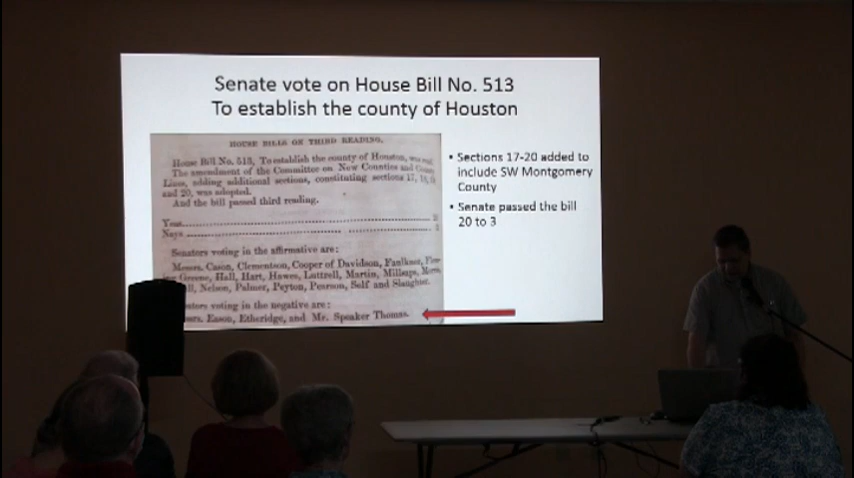 Senate vote on House Bill No. 513
To establish the county of Houston
HOUSE BILLS ON THIRD READING.
House Bill No. 513, To establish the county of Houston,
The amendment of the Committee on New Counties and
Lines, adding additional sections, constituting sections 17, 18,
and 20, was adopted.
And the bill passed third reading.
Yeas
Nays
Senators voting in the affirmative are:
Messrs. Cason, Clementson, Cooper of Davidson, Faulkner,
Greene, Hall, Hart, Hawes, Luttrell, Martin, Millsaps,
Nelson, Palmer, Peyton, Pearson, Self and Slaughter.
voting in the negative are:
Eason, Etheridge, and Mr. Speaker Thomas.
• Sections 17-20 added to
include SW Montgomery
County
• Senate passed the bill
20 to 3